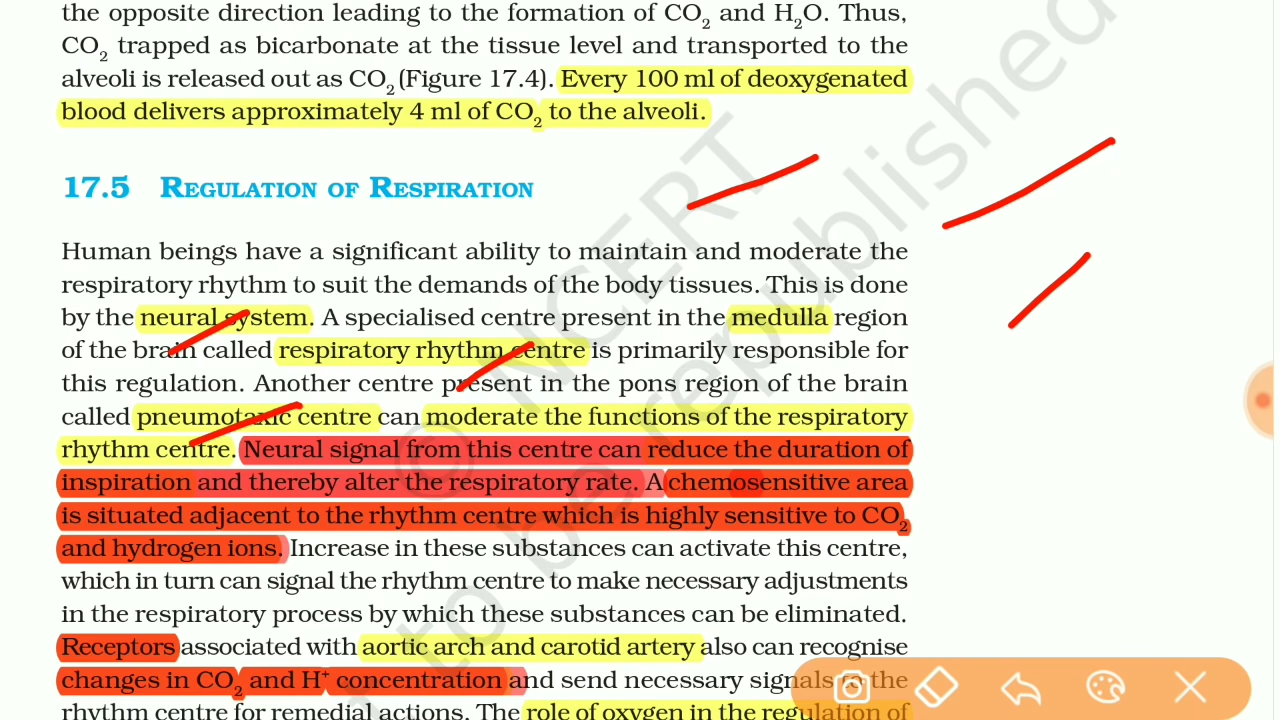 the opposite direction leading to the formation of CO₂ and H₂O. Thus,
CO₂ trapped as bicarbonate at the tissue level and transported to the
alveoli is released out as CO₂ (Figure 17.4). Every 100 ml of deoxygenated
blood delivers approximately 4 ml of CO₂ to the alveoli.
17.5 REGULATION OF RESPIRATION
Human beings have a significant ability to maintain and moderate the
respiratory rhythm to suit the demands of the body tissues. This is done
by the neural system. A specialised centre present in the medulla region
of the brain called respiratory rhythm centre is primarily responsible for
this regulation. Another centre present in the pons region of the brain
called pneumotaxic centre can moderate the functions of the respiratory
rhythm centre. Neural signal from this centre can reduce the duration of
inspiration and thereby alter the respiratory rate. A chemosensitive area
is situated adjacent to the rhythm centre which is highly sensitive to CO₂
and hydrogen ions. Increase in these substances can activate this centre,
which in turn can signal the rhythm centre to make necessary adjustments
in the respiratory process by which these substances can be eliminated.
Receptors associated with aortic arch and carotid artery also can recognise
changes in CO₂ and H⁺ concentration and send necessary signals to the
rhythm centre for remedial actions. The role of oxygen in the regulation of
© NCERT
to be republished